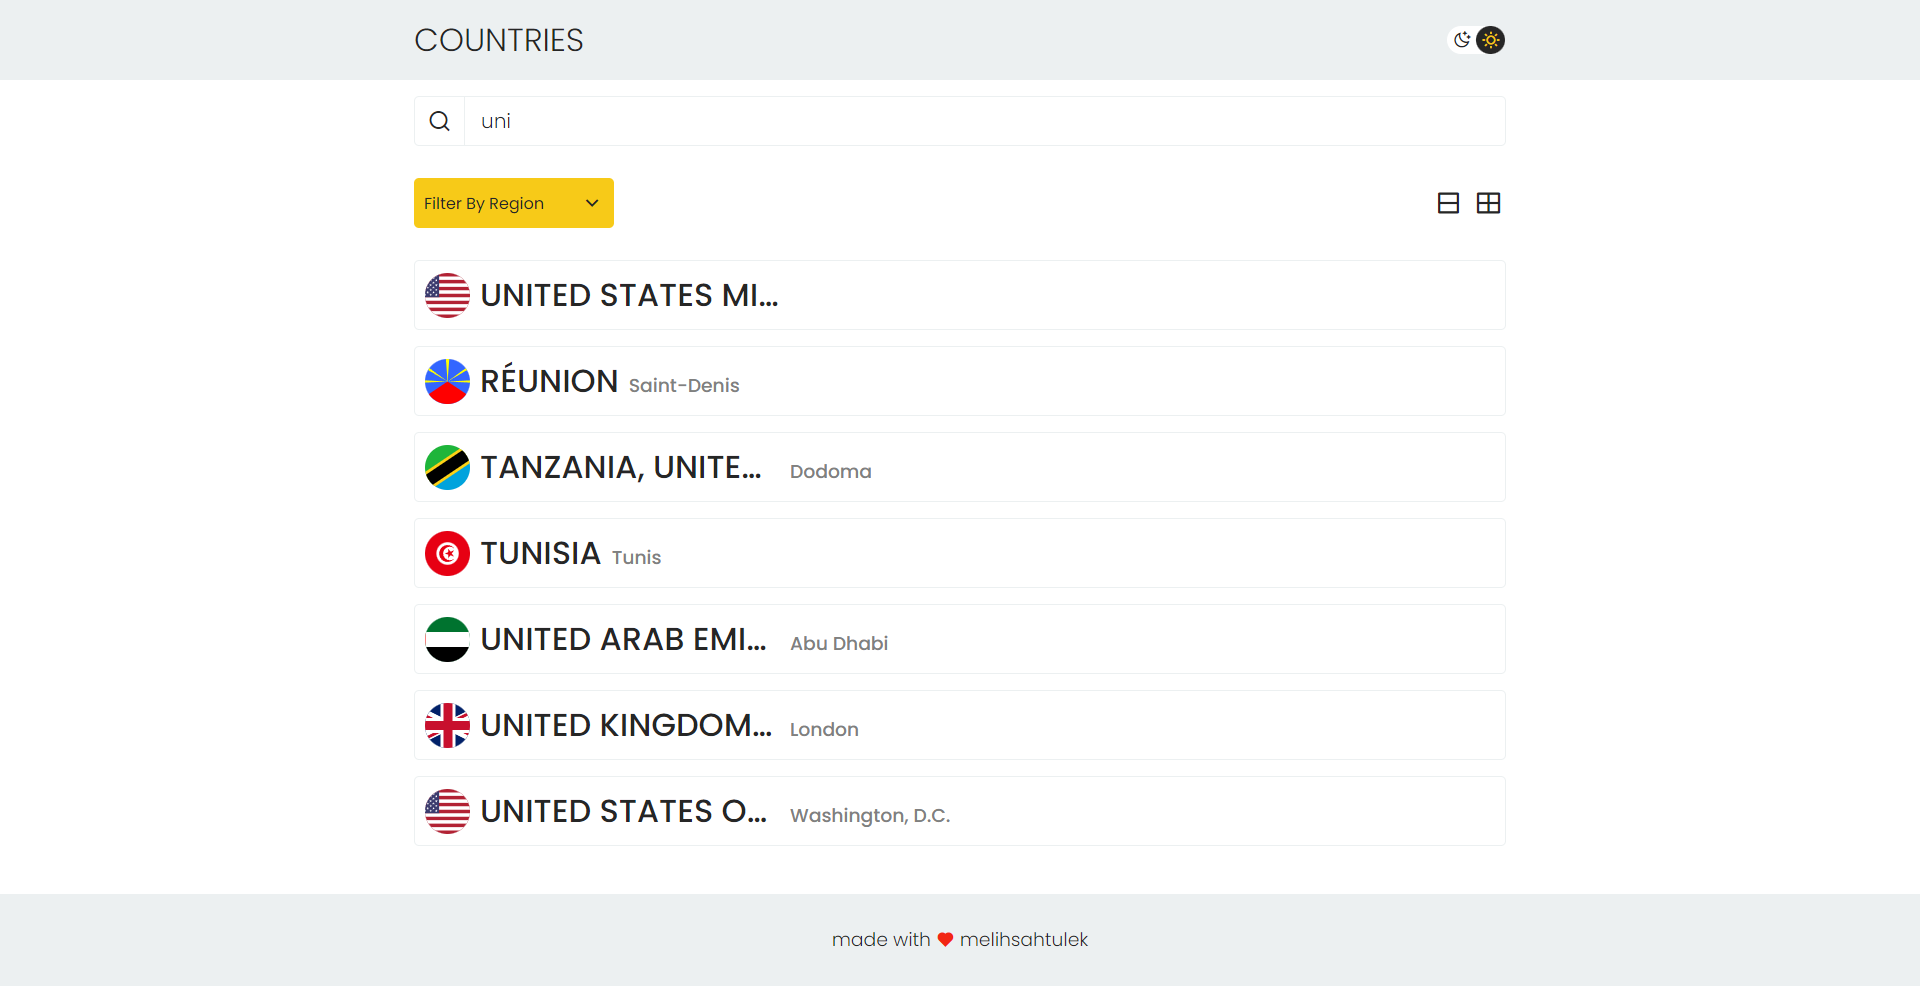 COUNTRIES
uni
Filter By Region
UNITED STATES MI...
RÉUNION Saint-Denis
TANZANIA, UNITE... Dodoma
TUNISIA Tunis
UNITED ARAB EMI... Abu Dhabi
UNITED KINGDOM... London
UNITED STATES O... Washington, D.C.
made with ❤ melihsahtulek